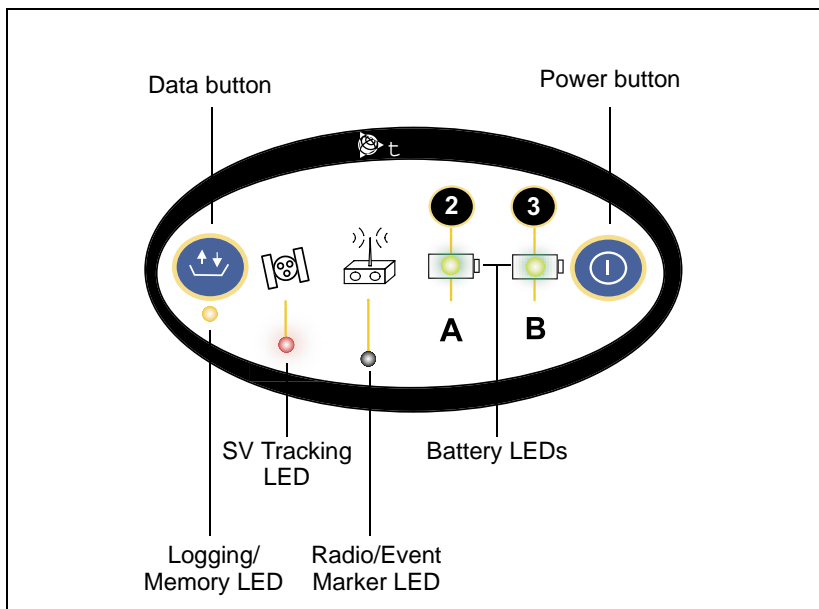 Data button
Power button
t
2
3
A
B
SV Tracking
LED
Battery LEDs
Logging/
Memory LED
Radio/Event
Marker LED